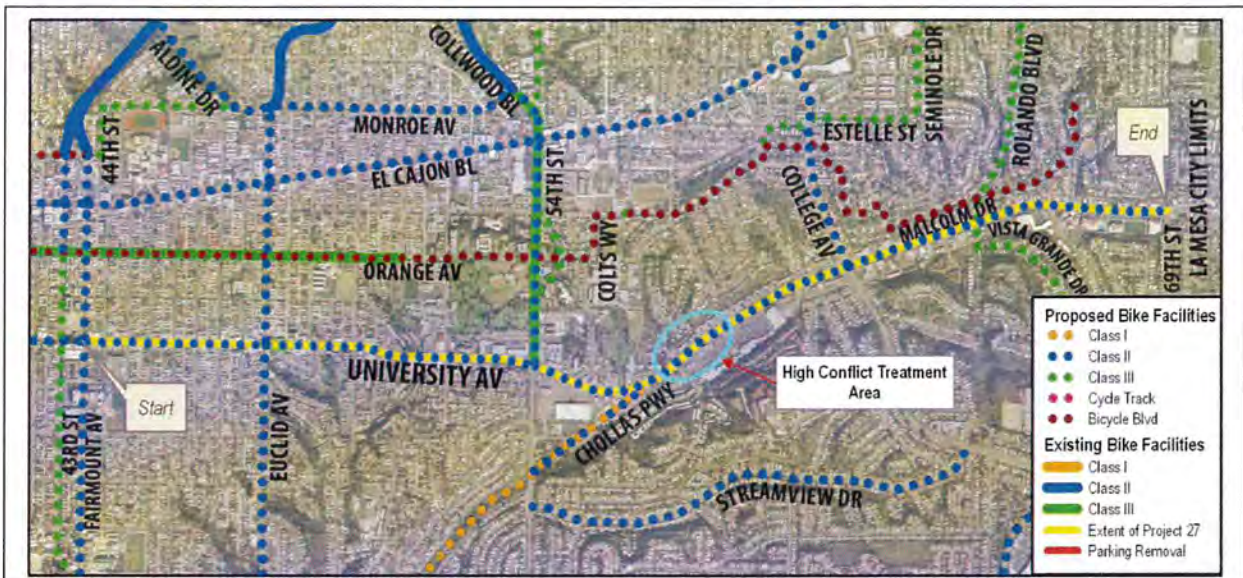 ALDINE DR
COLLWOOD BL
SEMINOLE DR
ROLANDO BLVD
44TH ST
MONROE AV
ESTELLE ST
End
EL CAJON BL
54TH ST
COLLEGE AV
MALCOLM DR
LA MESA CITY LIMITS
ORANGE AV
COLTS WY
VISTA GRANDE DR
69TH ST
UNIVERSITY AV
High Conflict Treatment
Area
Start
43RD ST
FAIRMOUNT AV
EUCLID AV
CHOLLAS PWY
STREAMVIEW DR
Proposed Bike Facilities
Class I
Class II
Class III
Cycle Track
Bicycle Blvd
Existing Bike Facilities
Class I
Class II
Class III
Extent of Project 27
Parking Removal